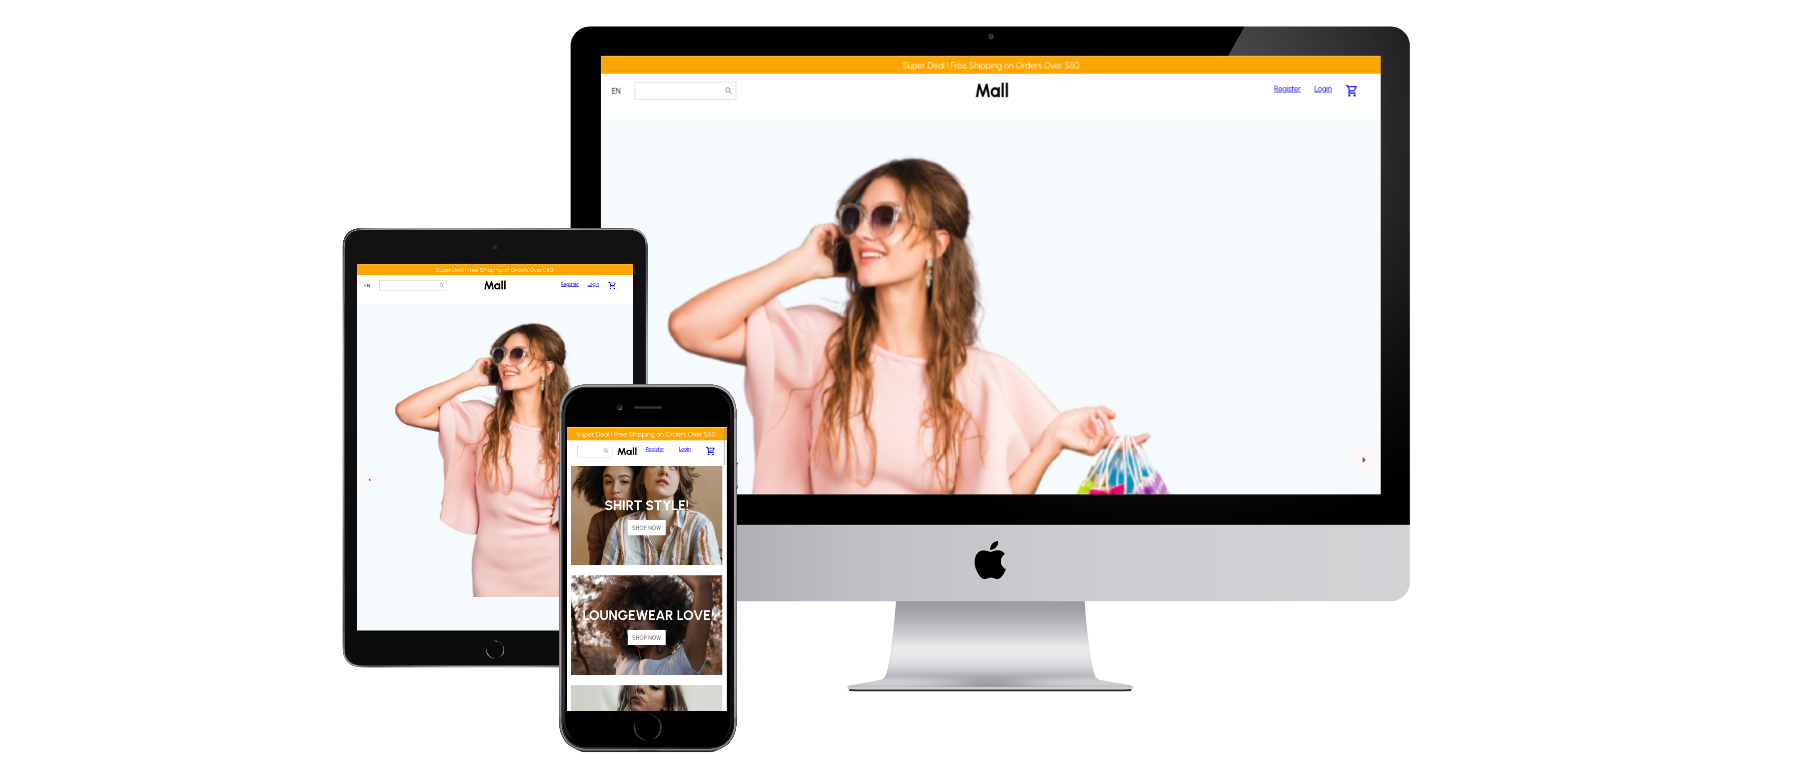 Super Deal ! Free Shipping on Orders Over $50
EN
Mall
Register Login
Super Deal ! Free Shipping on Orders Over $50
EN
Mall
Register Login
Super Deal ! Free Shipping on Orders Over $50
Mall
Register Login
SHIRT STYLE!
SHOP NOW
LOUNGEWEAR LOVE!
SHOP NOW